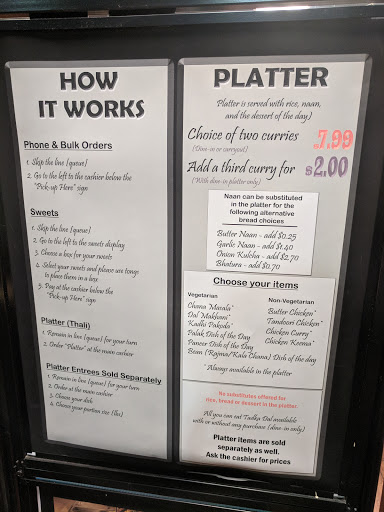 HOW
IT WORKS
Phone & Bulk Orders
1. Skip the line [queue]
2. Go to the left to the cashier below the
"Pick-up Here" sign
Sweets
1. Skip the line [queue]
2. Go to the left to the sweets display
3. Choose a box for your sweets
4. Select your sweets and please use tongs
to place them in a box
5. Pay at the cashier below the
"Pick-up Here" sign
Platter (Thali)
1. Remain in line [queue] for your turn
2. Order "Platter" at the main cashier
Platter Entrees Sold Separately
1. Remain in line [queue] for your turn
2. Order at the main cashier
3. Choose your dish
4. Choose your portion size (lbs)
PLATTER
Platter is served with rice, naan,
and the dessert of the day)
Choice of two curries $7.99
(Dine-in or carryout)
Add a third curry for $2.00
(With dine-in platter only)
Naan can be substituted
in the platter for the
following alternative
bread choices
Butter Naan - add $0.25
Garlic Naan - add $1.40
Onion Kulcha - add $2.70
Bhatura - add $0.70
Choose your items
Vegetarian
Chana Masala*
Dal Makhani*
Kadhi Pakoda*
Palak Dish of the Day
Paneer Dish of the Day
Bean (Rajma/Kala Chana) Dish of the day
Non-Vegetarian
Butter Chicken*
Tandoori Chicken*
Chicken Curry*
Chicken Keema*
* Always available in the platter
No substitutes offered for
rice, bread or dessert in the platter.
All you can eat Tadka Dal available
with or without any purchase (dine-in only)
Platter items are sold
separately as well.
Ask the cashier for prices